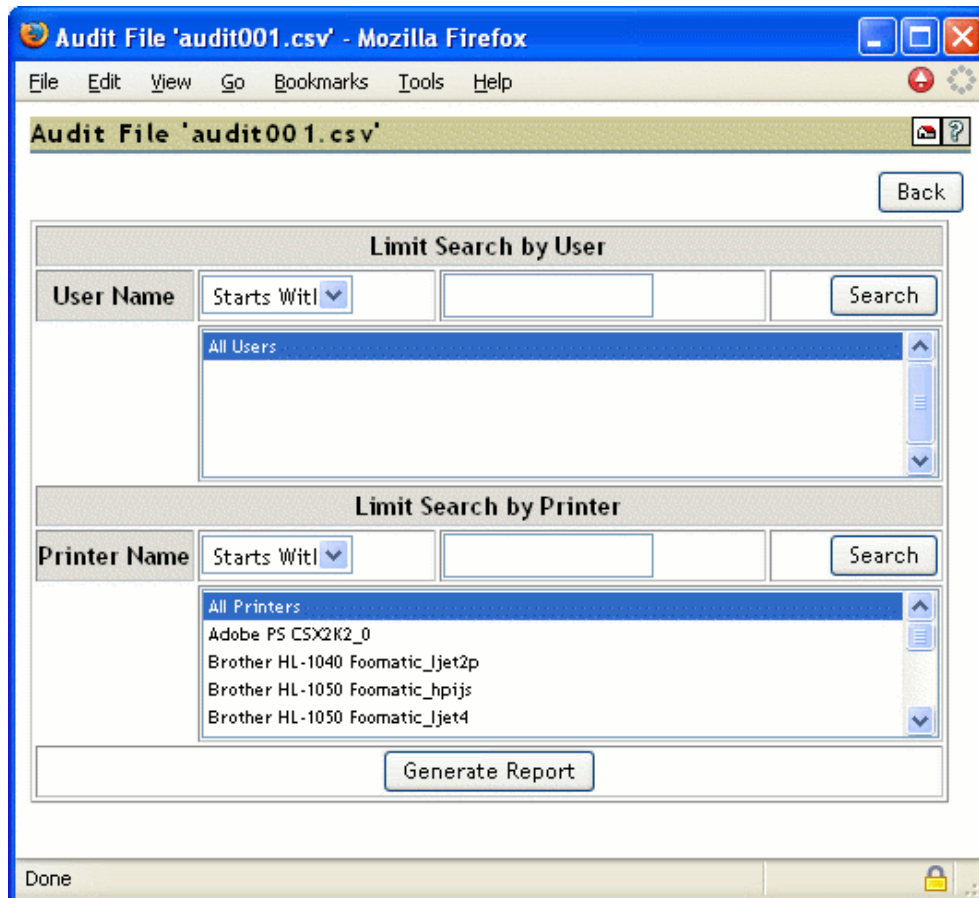 Audit File 'audit001.csv' - Mozilla Firefox
File Edit View Go Bookmarks Tools Help
Audit File 'audit001.csv'
Back
Limit Search by User
User Name Starts Witl Search
All Users
Limit Search by Printer
Printer Name Starts Witl Search
All Printers
Adobe PS CSX2K2_0
Brother HL-1040 Foomatic_ljet2p
Brother HL-1050 Foomatic_hpijs
Brother HL-1050 Foomatic_ljet4
Generate Report
Done